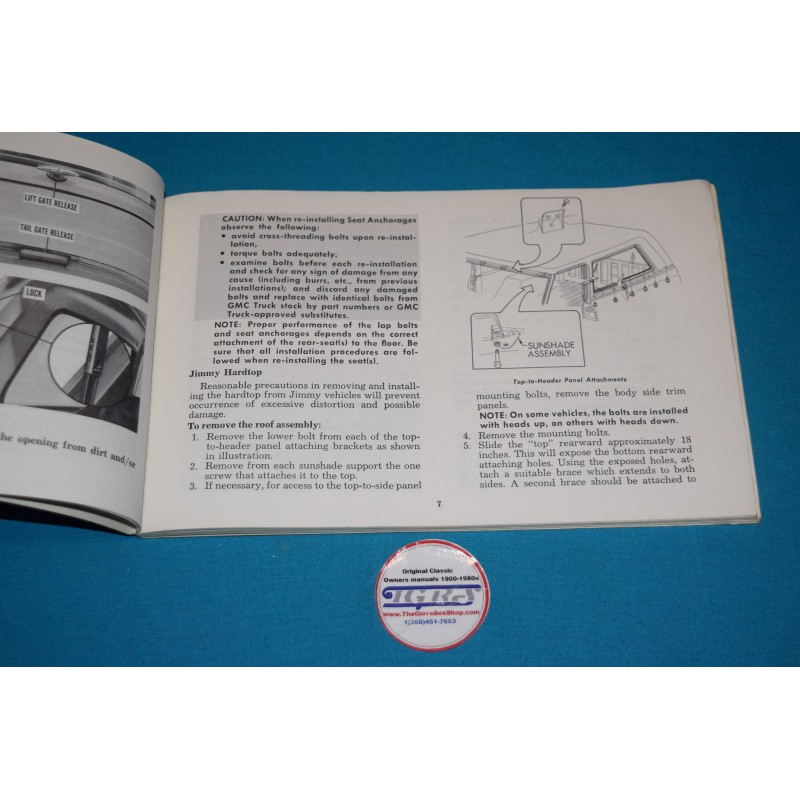 LIFT GATE RELEASE
TAIL GATE RELEASE
LOCK
he opening from dirt and/or
CAUTION: When re-installing Seat Anchorages
observe the following:
• avoid cross-threading bolts upon re-instal-
lation,
• torque bolts adequately,
• examine bolts before each re-installation
and check for any sign of damage from any
cause (including burrs, etc., from previous
installations); and discard any damaged
bolts and replace with identical bolts from
GMC Truck stock by part numbers or GMC
Truck-approved substitutes.
NOTE: Proper performance of the lap belts
and seat anchorages depends on the correct
attachment of the rear-seat(s) to the floor. Be
sure that all installation procedures are fol-
lowed when re-installing the seat(s).
Jimmy Hardtop
Reasonable precautions in removing and install-
ing the hardtop from Jimmy vehicles will prevent
occurrence of excessive distortion and possible
damage.
To remove the roof assembly:
1. Remove the lower bolt from each of the top-
to-header panel attaching brackets as shown
in illustration.
2. Remove from each sunshade support the one
screw that attaches it to the top.
3. If necessary, for access to the top-to-side panel
SUNSHADE
ASSEMBLY
Top-to-Header Panel Attachments
mounting bolts, remove the body side trim
panels.
NOTE: On some vehicles, the bolts are installed
with heads up, on others with heads down.
4. Remove the mounting bolts.
5. Slide the "top" rearward approximately 18
inches. This will expose the bottom rearward
attaching holes. Using the exposed holes, at-
tach a suitable brace which extends to both
sides. A second brace should be attached to
7
Original Classic
Owners manuals 1900-1980s
TGBS
www.TheGloveBoxShop.com
1(360)451-7653